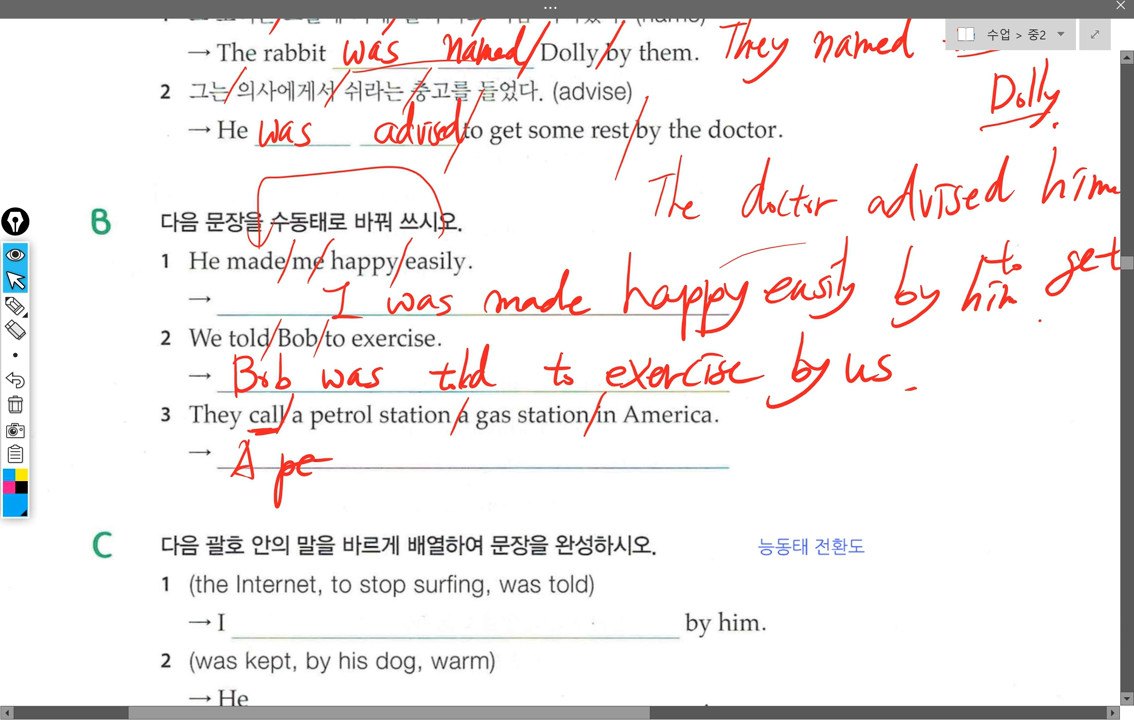 수업 > 중2
→ The rabbit was named Dolly by them. They named
Dolly.
2 그는 의사에게서 쉬라는 충고를 들었다. (advise)
→ He was advised to get some rest by the doctor.
The doctor advised him
to get
B 다음 문장을 수동태로 바꿔 쓰시오.
1 He made me happy easily.
→ I was made happy easily by him.
2 We told Bob to exercise.
→ Bob was told to exercise by us.
3 They call a petrol station a gas station in America.
→ A pe
C 다음 괄호 안의 말을 바르게 배열하여 문장을 완성하시오. 능동태 전환도
1 (the Internet, to stop surfing, was told)
→ I by him.
2 (was kept, by his dog, warm)
→ He .